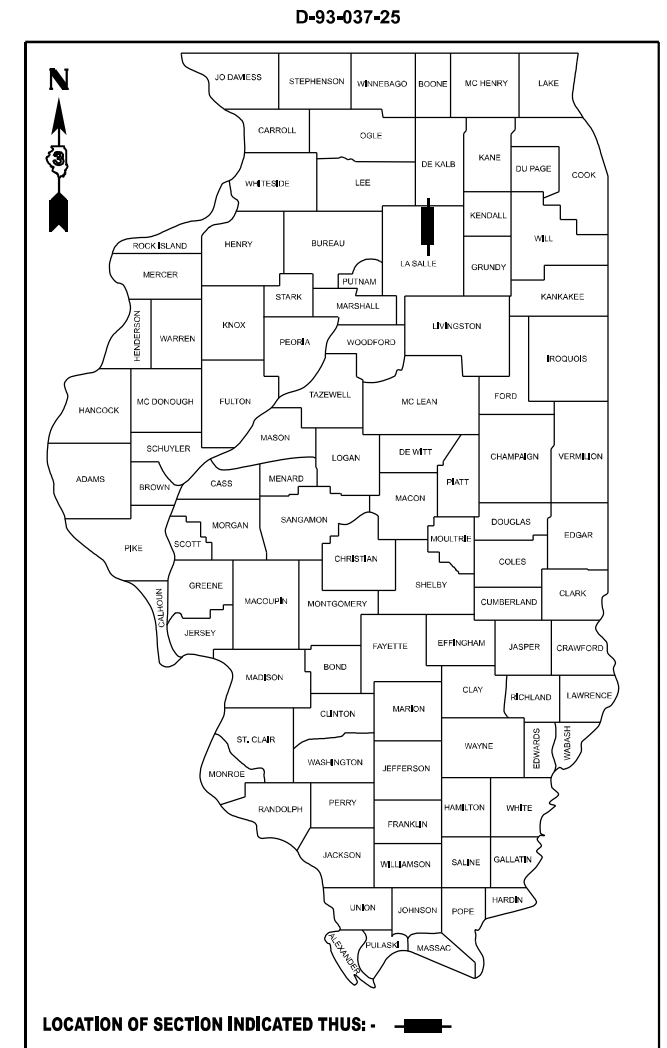 D-93-037-25
N
3
JO DAVIESS
STEPHENSON
WINNEBAGO
BOONE
MC HENRY
LAKE
CARROLL
OGLE
DE KALB
KANE
DU PAGE
COOK
WHITESIDE
LEE
KENDALL
WILL
ROCK ISLAND
HENRY
BUREAU
LA SALLE
GRUNDY
MERCER
PUTNAM
STARK
MARSHALL
KANKAKEE
HENDERSON
WARREN
KNOX
PEORIA
WOODFORD
LIVINGSTON
IROQUOIS
HANCOCK
MC DONOUGH
FULTON
TAZEWELL
MC LEAN
FORD
SCHUYLER
MASON
LOGAN
DE WITT
CHAMPAIGN
VERMILION
ADAMS
BROWN
CASS
MENARD
MACON
PIATT
PIKE
SCOTT
MORGAN
SANGAMON
CHRISTIAN
MOULTRIE
DOUGLAS
EDGAR
COLES
CALHOUN
GREENE
MACOUPIN
MONTGOMERY
SHELBY
CUMBERLAND
CLARK
JERSEY
FAYETTE
EFFINGHAM
JASPER
CRAWFORD
MADISON
BOND
CLAY
RICHLAND
LAWRENCE
CLINTON
MARION
ST. CLAIR
WASHINGTON
JEFFERSON
WAYNE
EDWARDS
WABASH
MONROE
RANDOLPH
PERRY
FRANKLIN
HAMILTON
WHITE
JACKSON
WILLIAMSON
SALINE
GALLATIN
UNION
JOHNSON
POPE
HARDIN
ALEXANDER
PULASKI
MASSAC
LOCATION OF SECTION INDICATED THUS: -